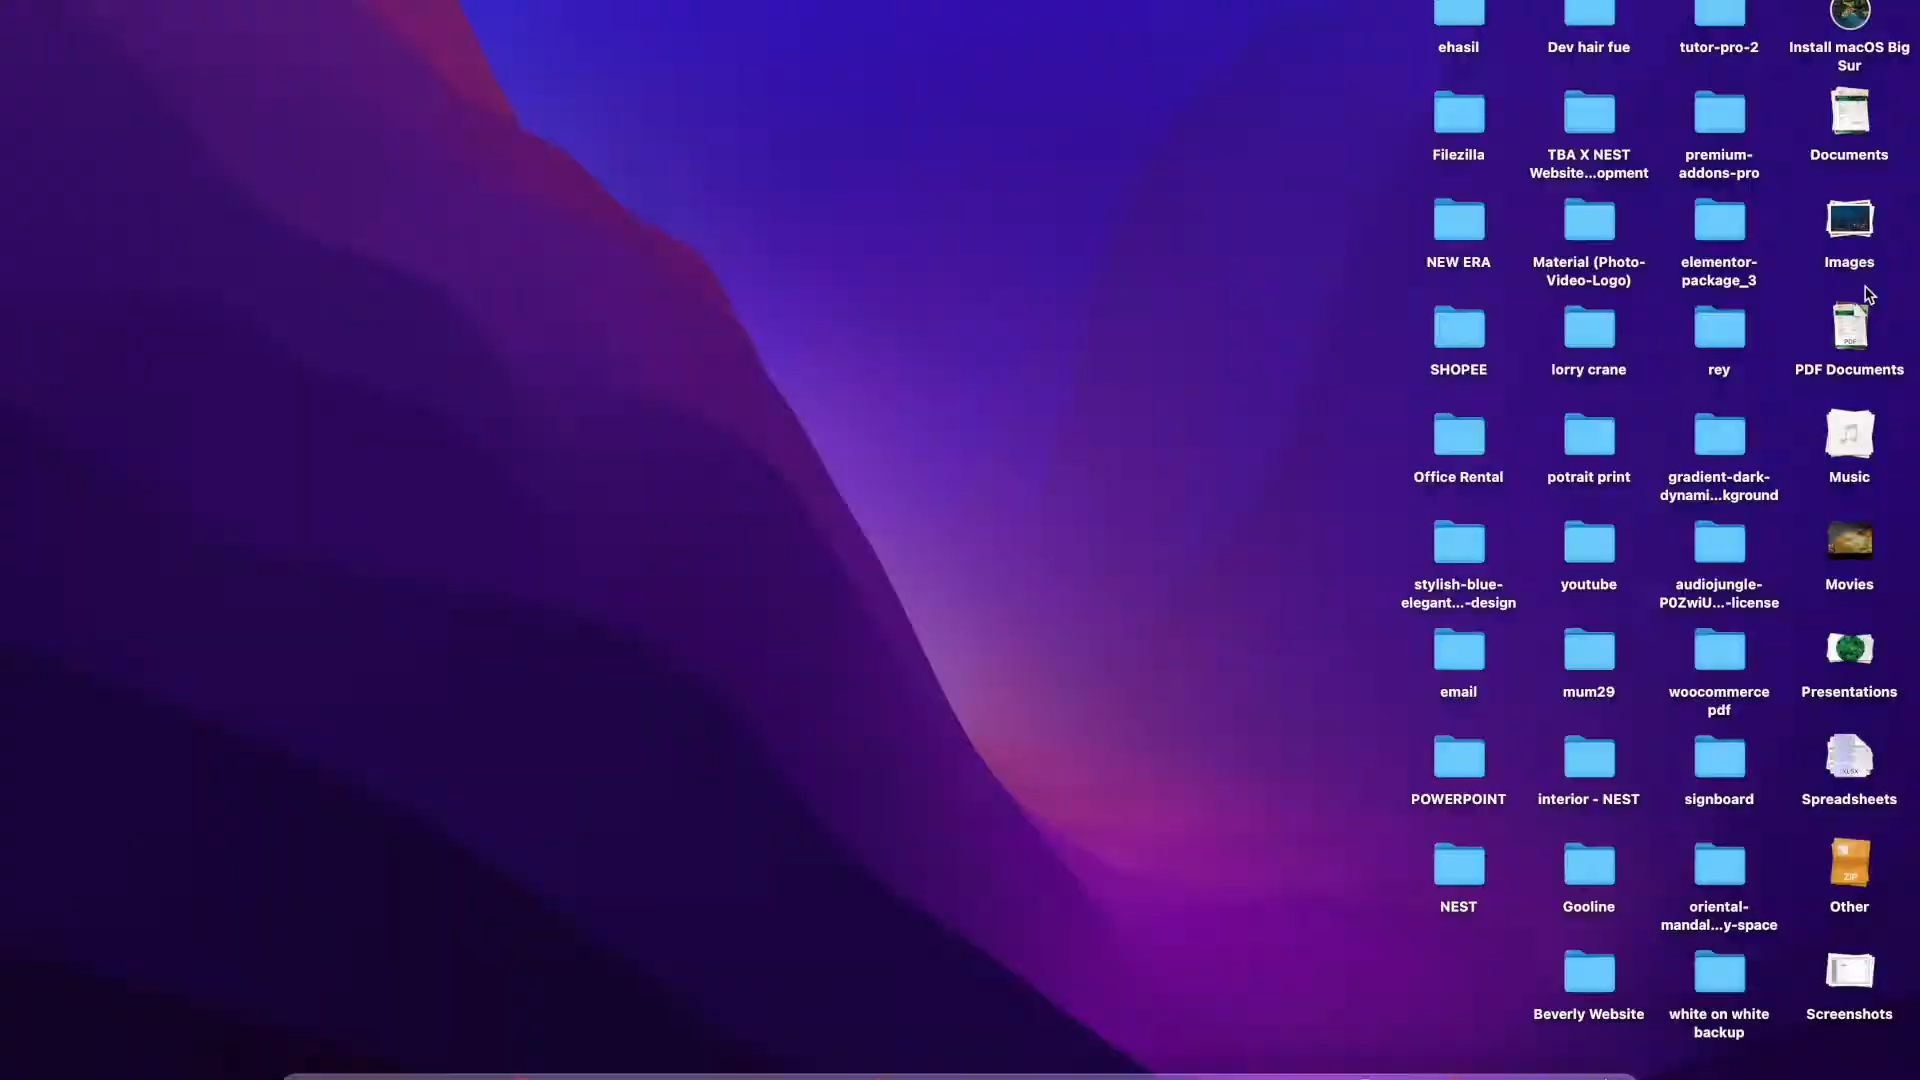 ehasil
Dev hair fue
tutor-pro-2
Install macOS Big
Sur
Filezilla
TBA X NEST
Website...opment
premium-
addons-pro
Documents
NEW ERA
Material (Photo-
Video-Logo)
elementor-
package_3
Images
SHOPEE
lorry crane
rey
PDF
PDF Documents
Office Rental
potrait print
gradient-dark-
dynami...kground
Music
stylish-blue-
elegant...-design
youtube
audiojungle-
P0ZwiU...-license
Movies
email
mum29
woocommerce
pdf
Presentations
POWERPOINT
interior - NEST
signboard
XLSX
Spreadsheets
NEST
Gooline
oriental-
mandal...y-space
ZIP
Other
Beverly Website
white on white
backup
Screenshots